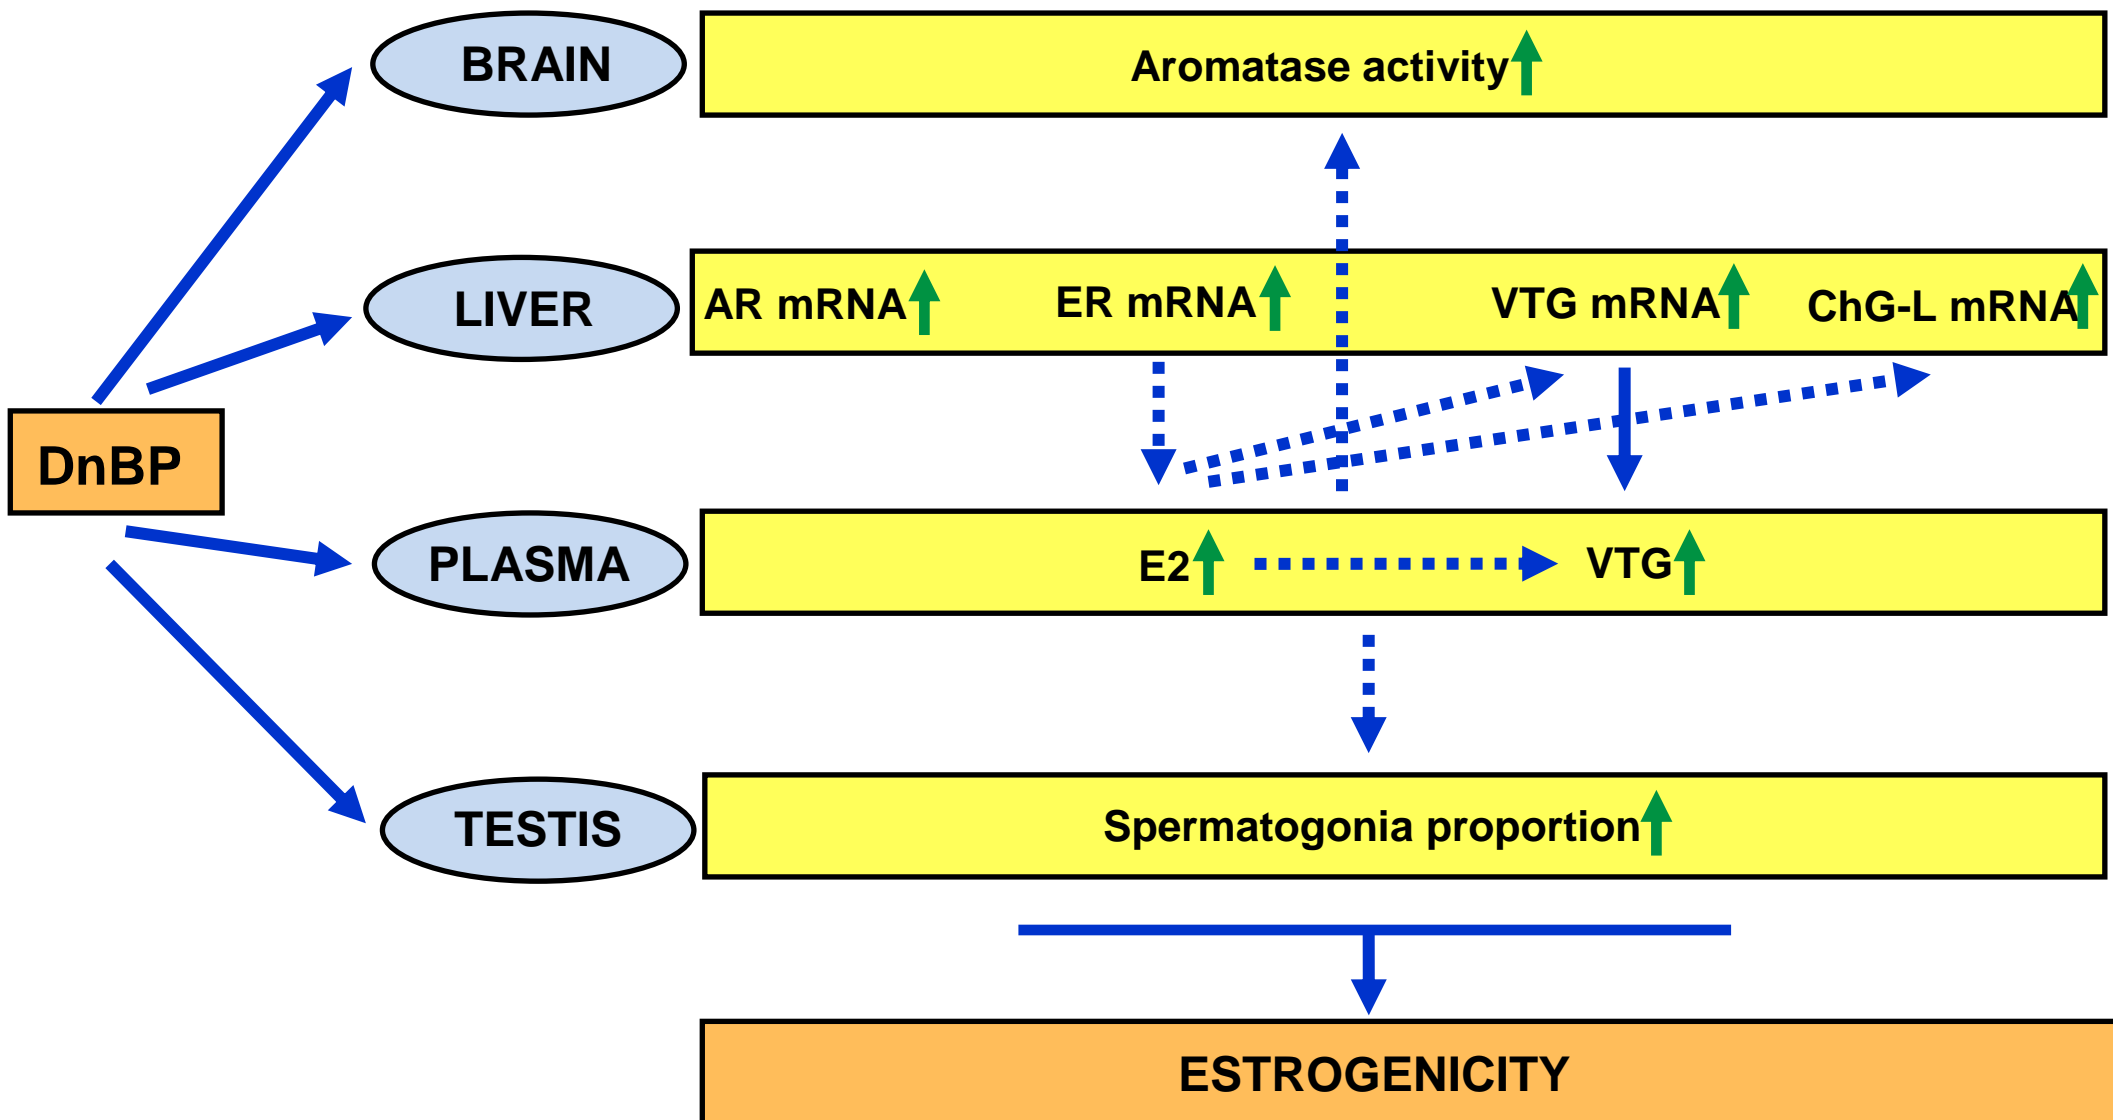 BRAIN
Aromatase activity
LIVER
AR mRNA
ER mRNA
VTG mRNA
ChG-L mRNA
DnBP
PLASMA
E2
VTG
TESTIS
Spermatogonia proportion
ESTROGENICITY